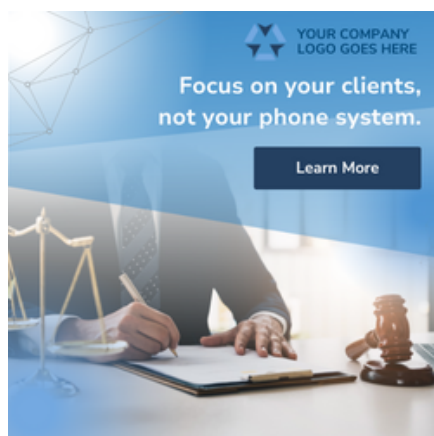 YOUR COMPANY
LOGO GOES HERE
Focus on your clients,
not your phone system.
Learn More